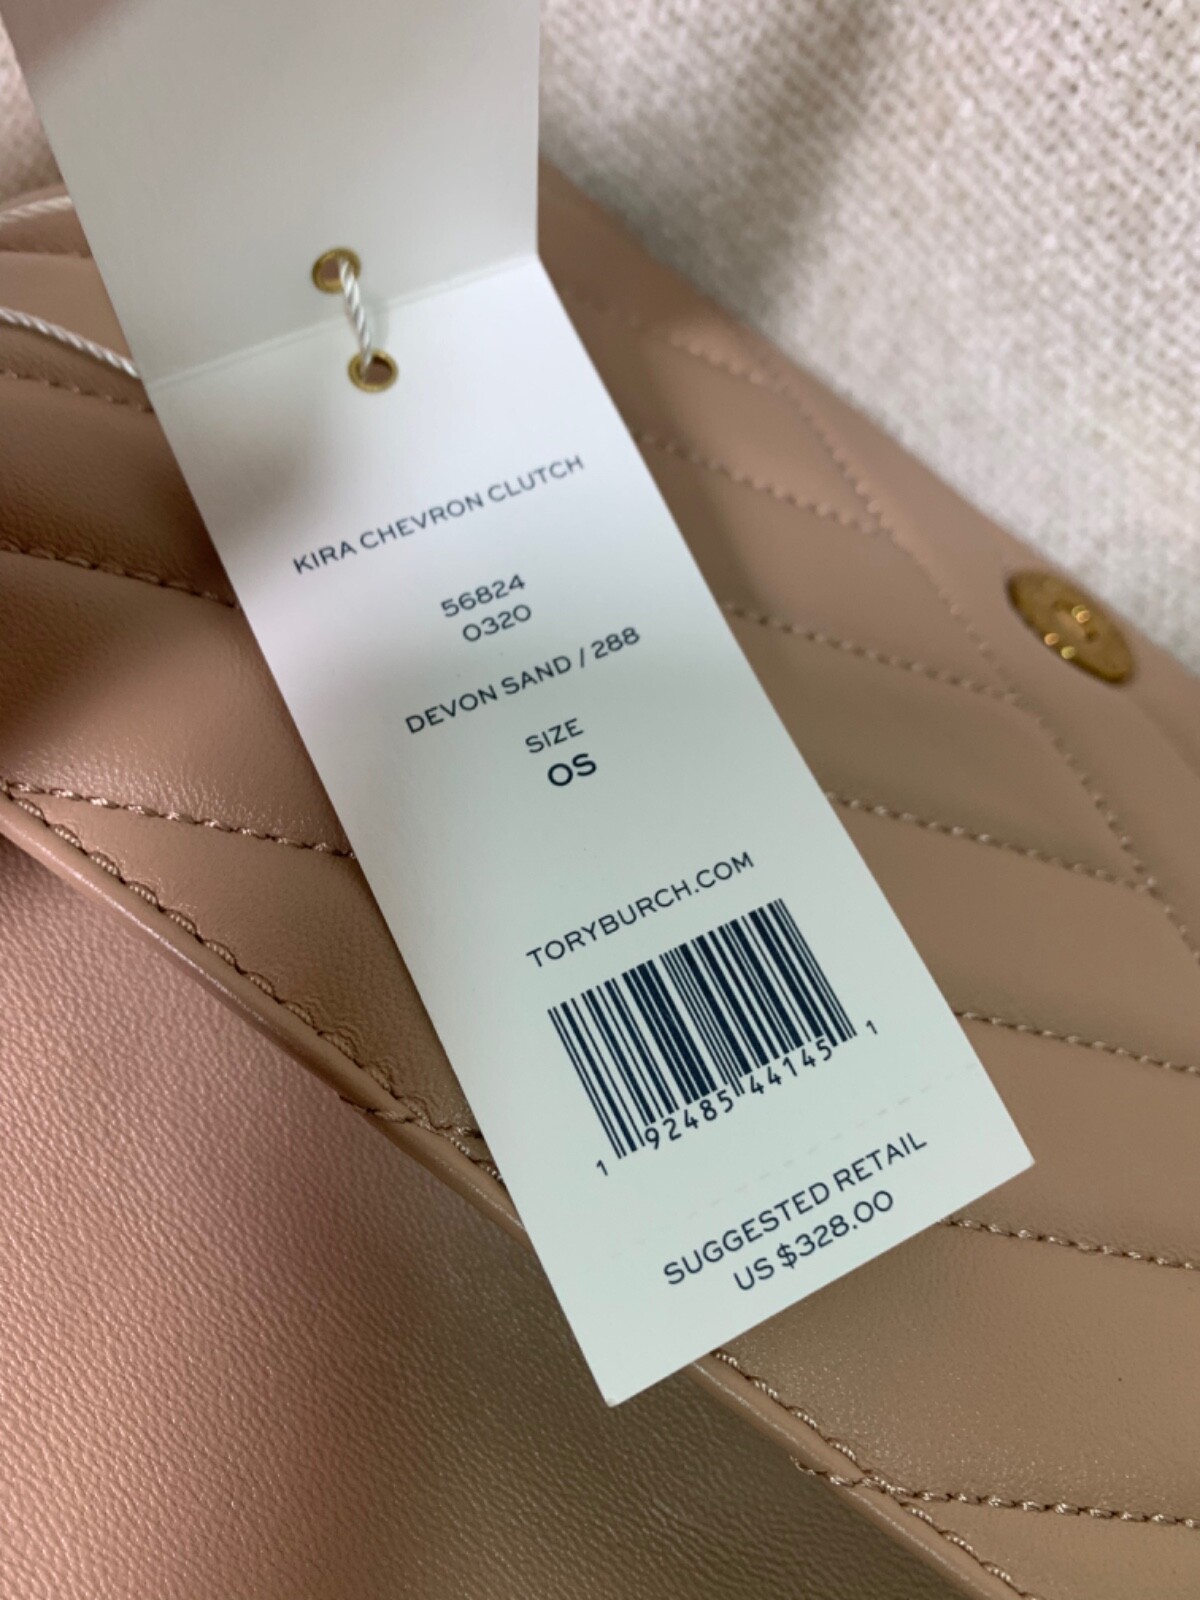 KIRA CHEVRON CLUTCH
56824
0320
DEVON SAND / 288
SIZE
OS
TORYBURCH.COM
1 92485 44145 1
SUGGESTED RETAIL
US $328.00